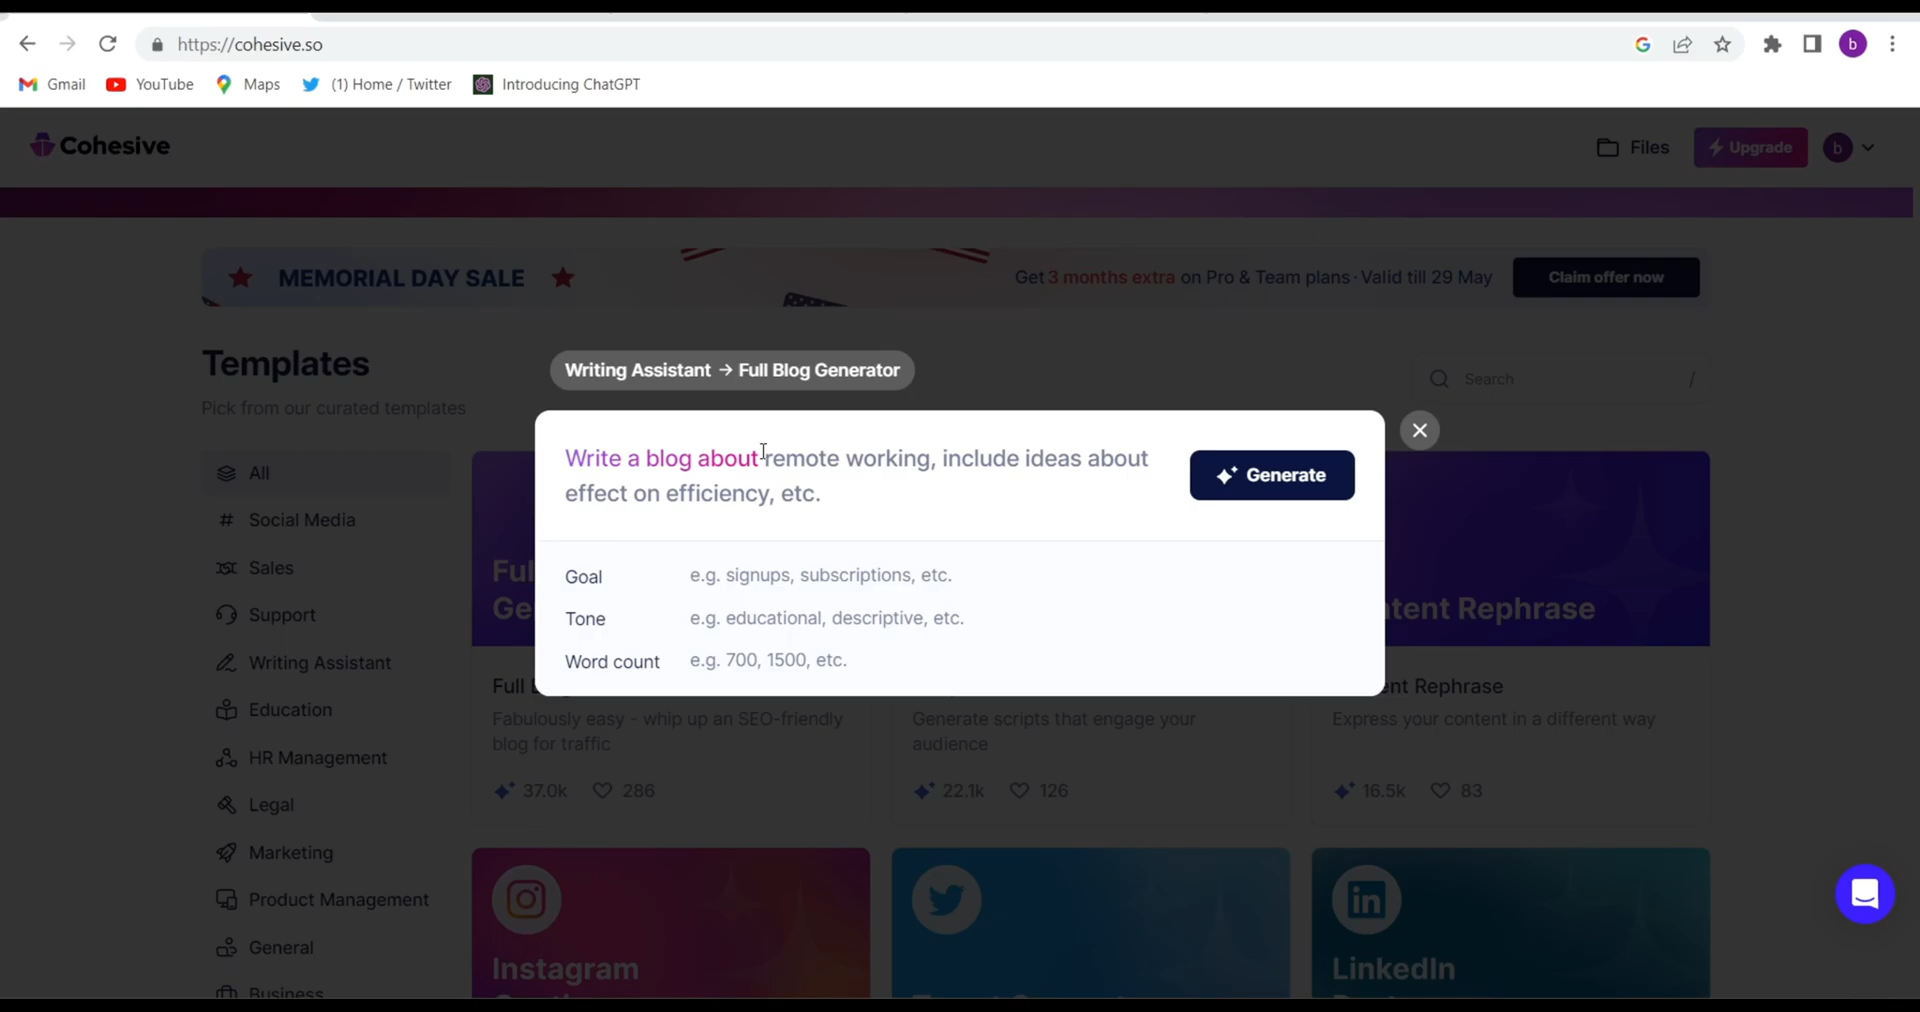 https://cohesive.so
b
Gmail
YouTube
Maps
(1) Home / Twitter
Introducing ChatGPT
Cohesive
Files
Upgrade
b
MEMORIAL DAY SALE
Get 3 months extra on Pro & Team plans · Valid till 29 May
Claim offer now
Templates
Pick from our curated templates
Writing Assistant → Full Blog Generator
Search
/
Write a blog about remote working, include ideas about
effect on efficiency, etc.
Generate
Goal
e.g. signups, subscriptions, etc.
Tone
e.g. educational, descriptive, etc.
Word count
e.g. 700, 1500, etc.
All
Social Media
Sales
Support
Writing Assistant
Education
HR Management
Legal
Marketing
Product Management
General
Business
Ful
Ge
Full
Fabulously easy - whip up an SEO-friendly
blog for traffic
37.0k
286
Generate scripts that engage your
audience
22.1k
126
ntent Rephrase
ent Rephrase
Express your content in a different way
16.5k
83
Instagram
LinkedIn